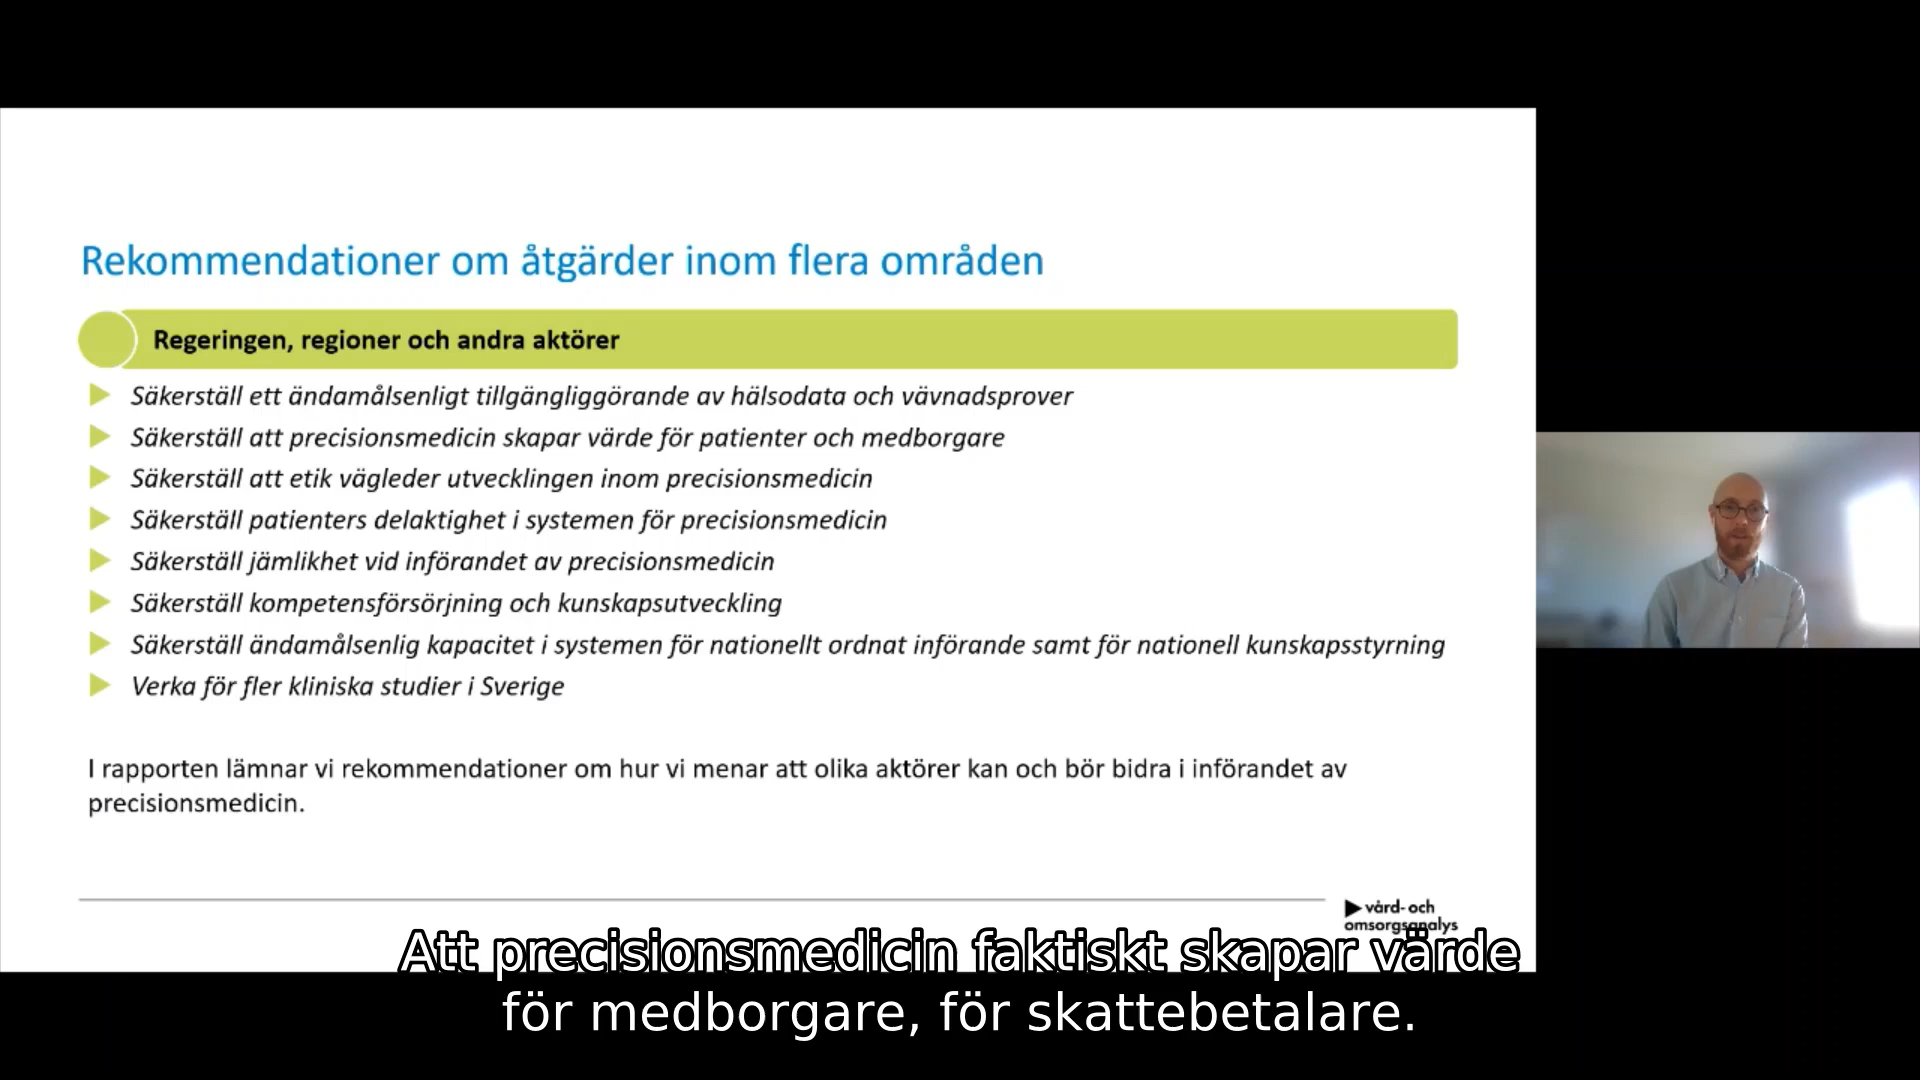 Rekommendationer om åtgärder inom flera områden
Regeringen, regioner och andra aktörer
Säkerställ ett ändamålsenligt tillgängliggörande av hälsodata och vävnadsprover
Säkerställ att precisionsmedicin skapar värde för patienter och medborgare
Säkerställ att etik vägleder utvecklingen inom precisionsmedicin
Säkerställ patienters delaktighet i systemen för precisionsmedicin
Säkerställ jämlikhet vid införandet av precisionsmedicin
Säkerställ kompetensförsörjning och kunskapsutveckling
Säkerställ ändamålsenlig kapacitet i systemen för nationellt ordnat införande samt för nationell kunskapsstyrning
Verka för fler kliniska studier i Sverige
I rapporten lämnar vi rekommendationer om hur vi menar att olika aktörer kan och bör bidra i införandet av
precisionsmedicin.
vård- och
omsorgsanalys
Att precisionsmedicin faktiskt skapar värde
för medborgare, för skattebetalare.